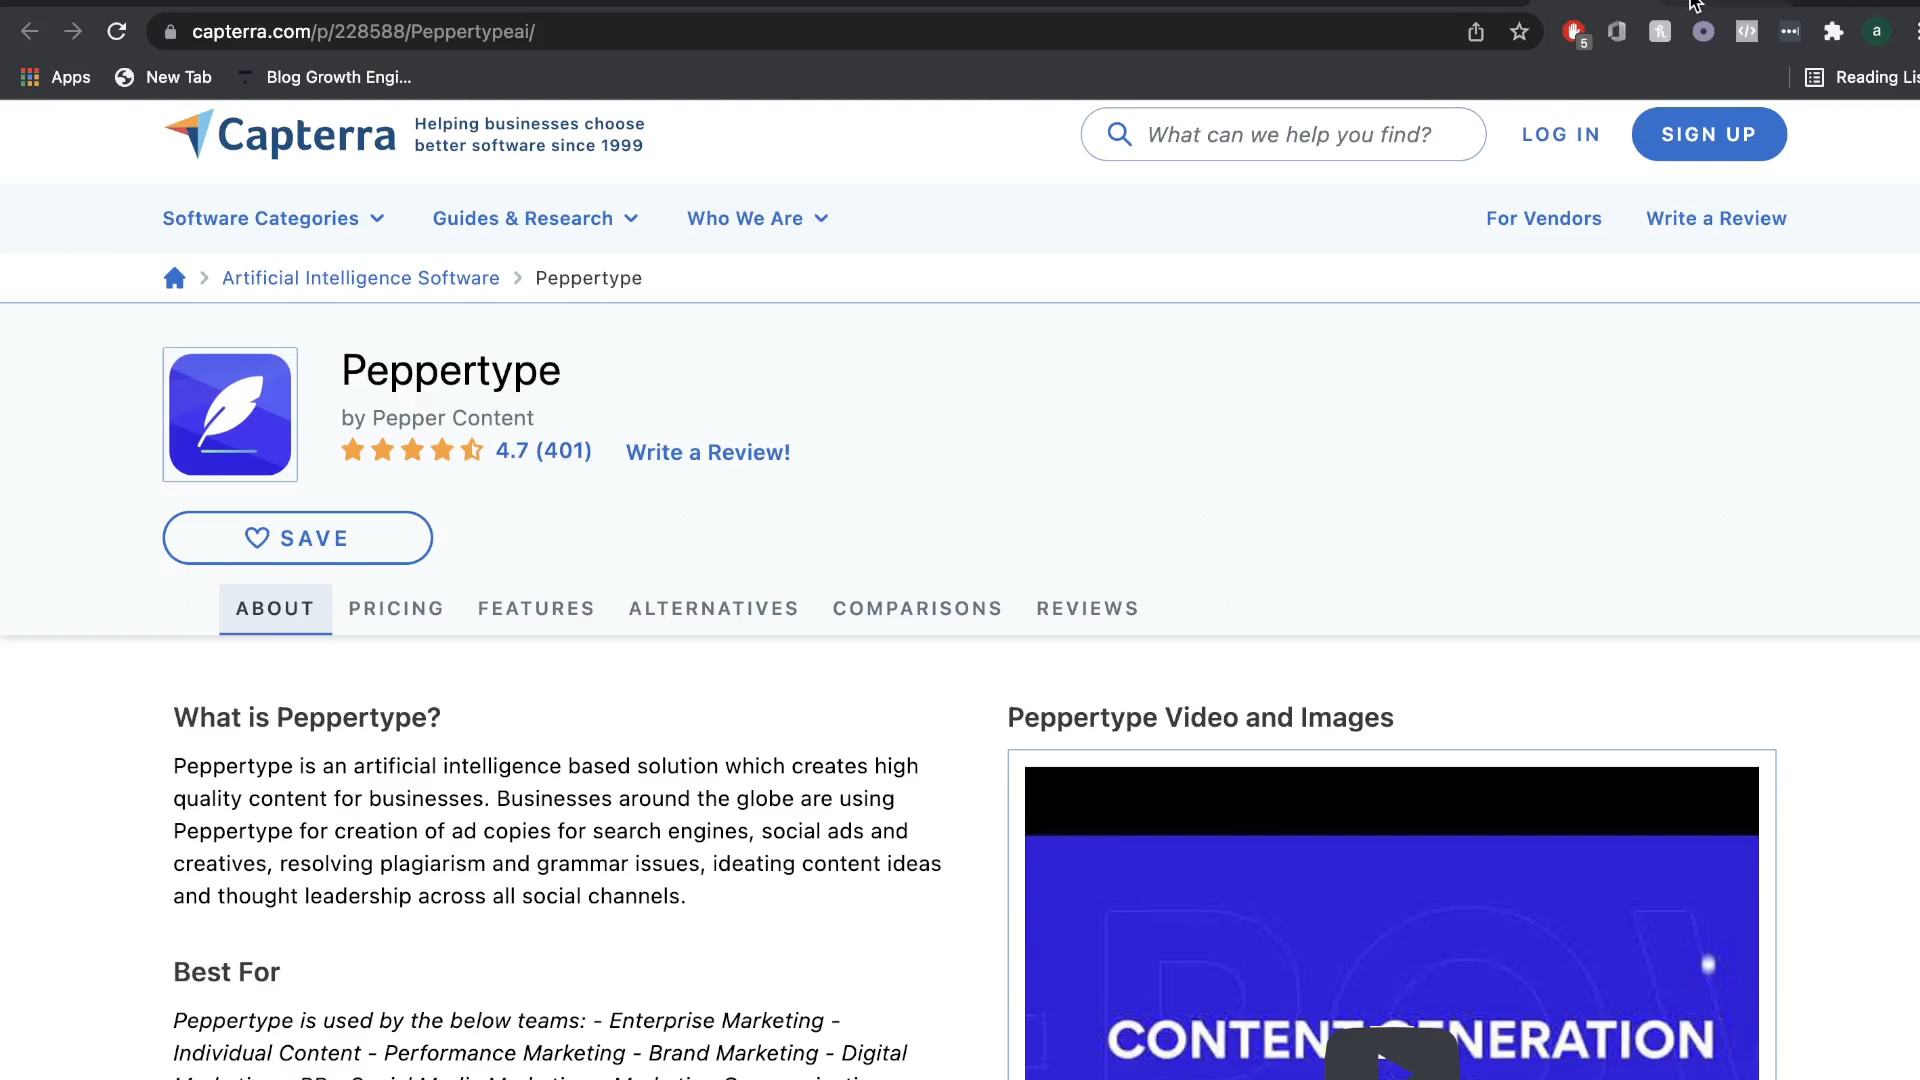 capterra.com/p/228588/Peppertypeai/
5
a
Apps
New Tab
Blog Growth Engi...
Reading Lis
Capterra
Helping businesses choose
better software since 1999
What can we help you find?
LOG IN
SIGN UP
Software Categories
Guides & Research
Who We Are
For Vendors
Write a Review
Artificial Intelligence Software
Peppertype
Peppertype
by Pepper Content
4.7 (401)
Write a Review!
SAVE
ABOUT
PRICING
FEATURES
ALTERNATIVES
COMPARISONS
REVIEWS
What is Peppertype?
Peppertype is an artificial intelligence based solution which creates high
quality content for businesses. Businesses around the globe are using
Peppertype for creation of ad copies for search engines, social ads and
creatives, resolving plagiarism and grammar issues, ideating content ideas
and thought leadership across all social channels.
Best For
Peppertype is used by the below teams: - Enterprise Marketing -
Individual Content - Performance Marketing - Brand Marketing - Digital
Peppertype Video and Images